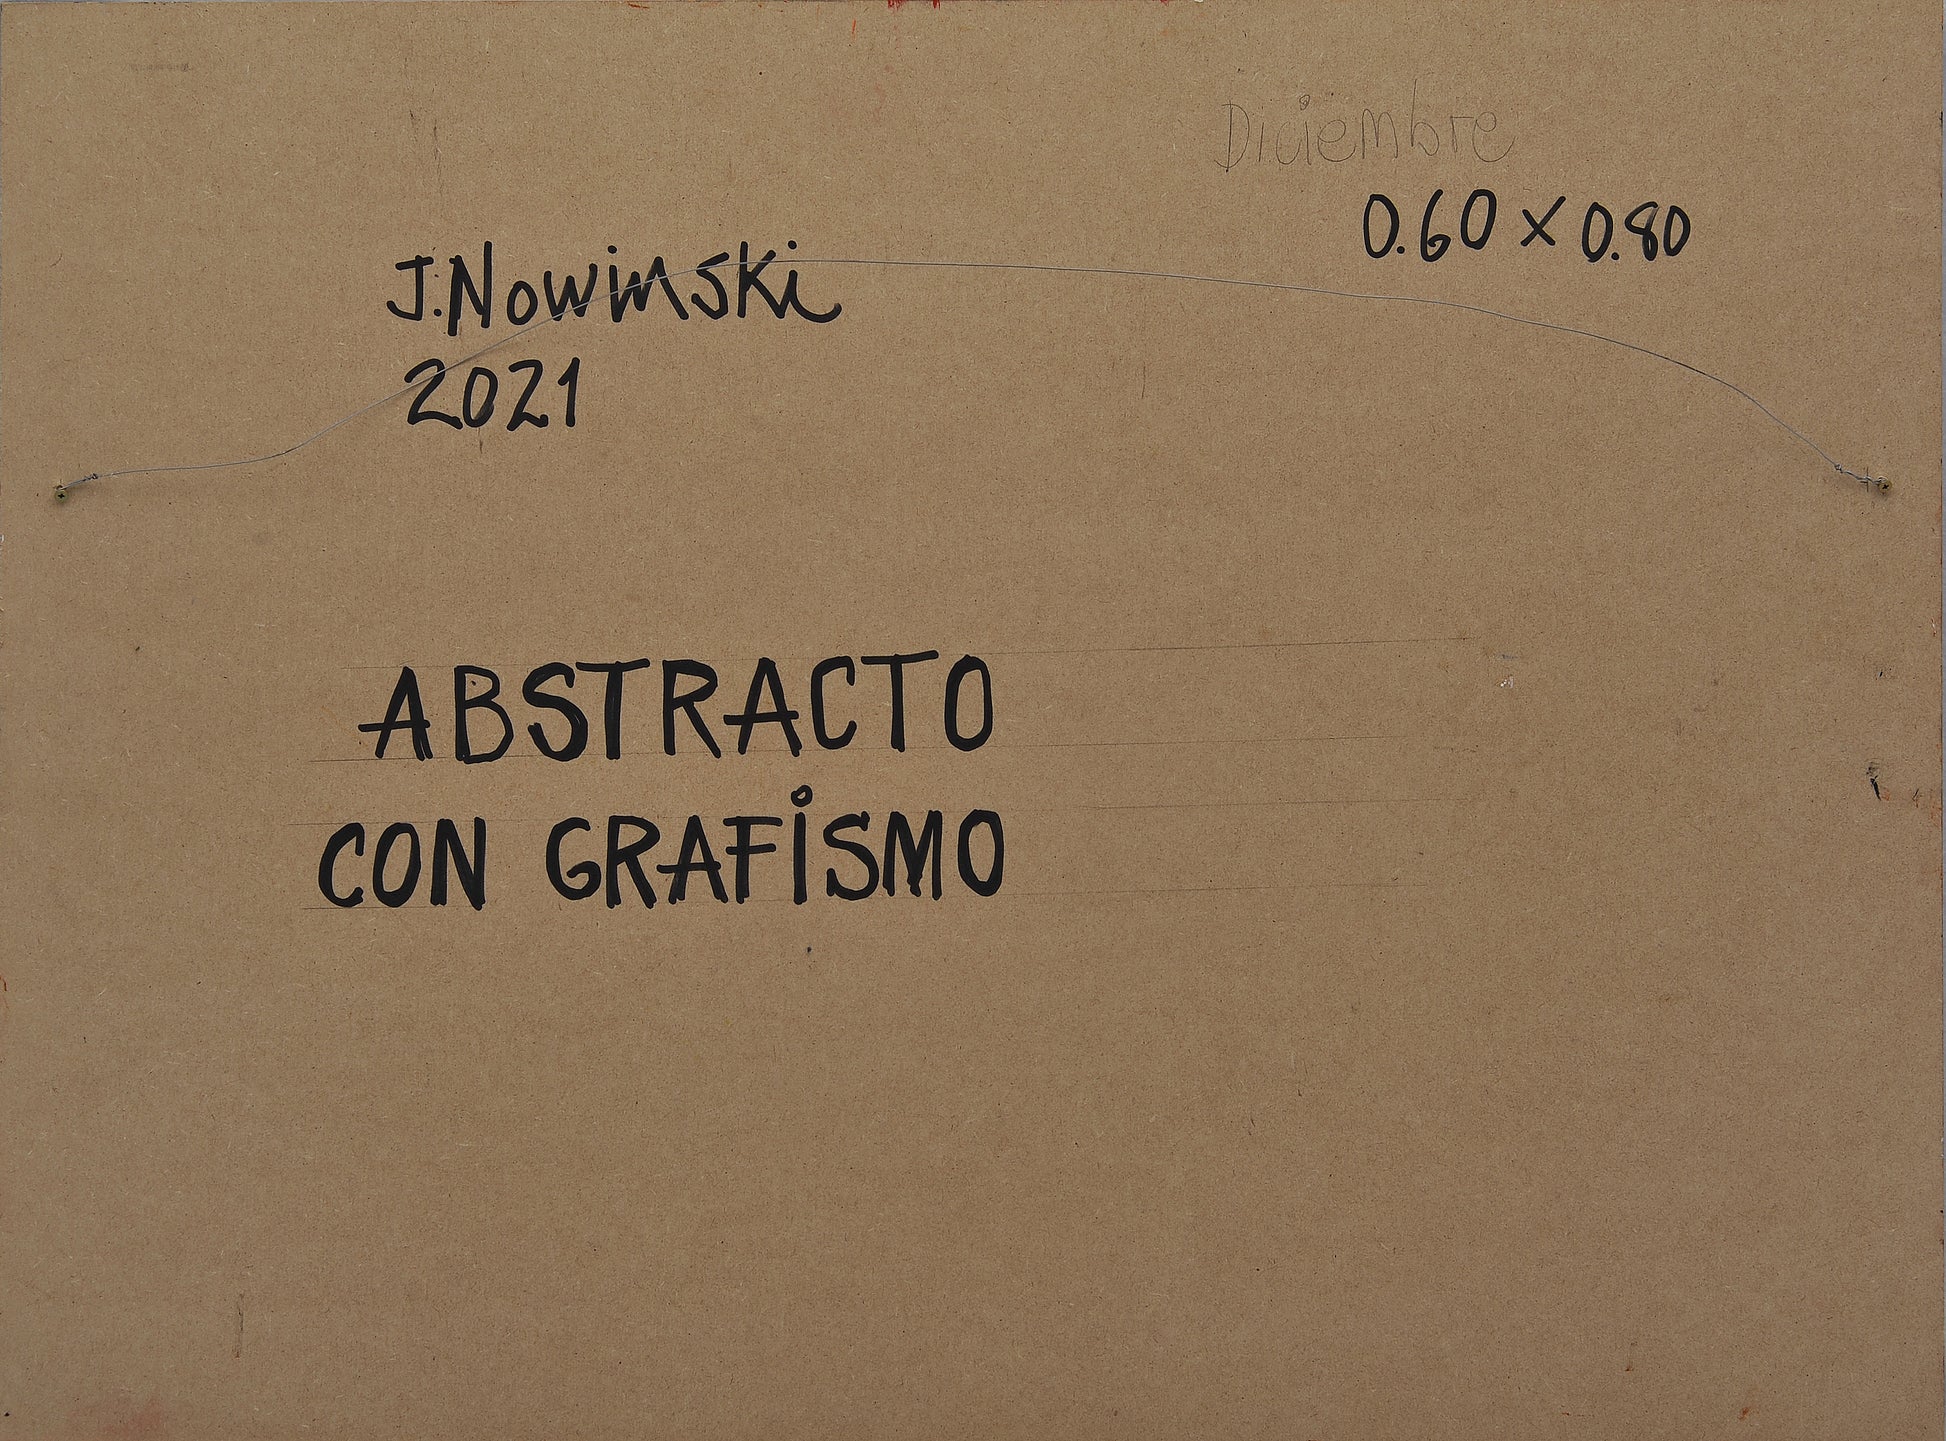 Diciembre
0.60 x 0.80
J. Nowinski
2021
ABSTRACTO
CON GRAFiSMO